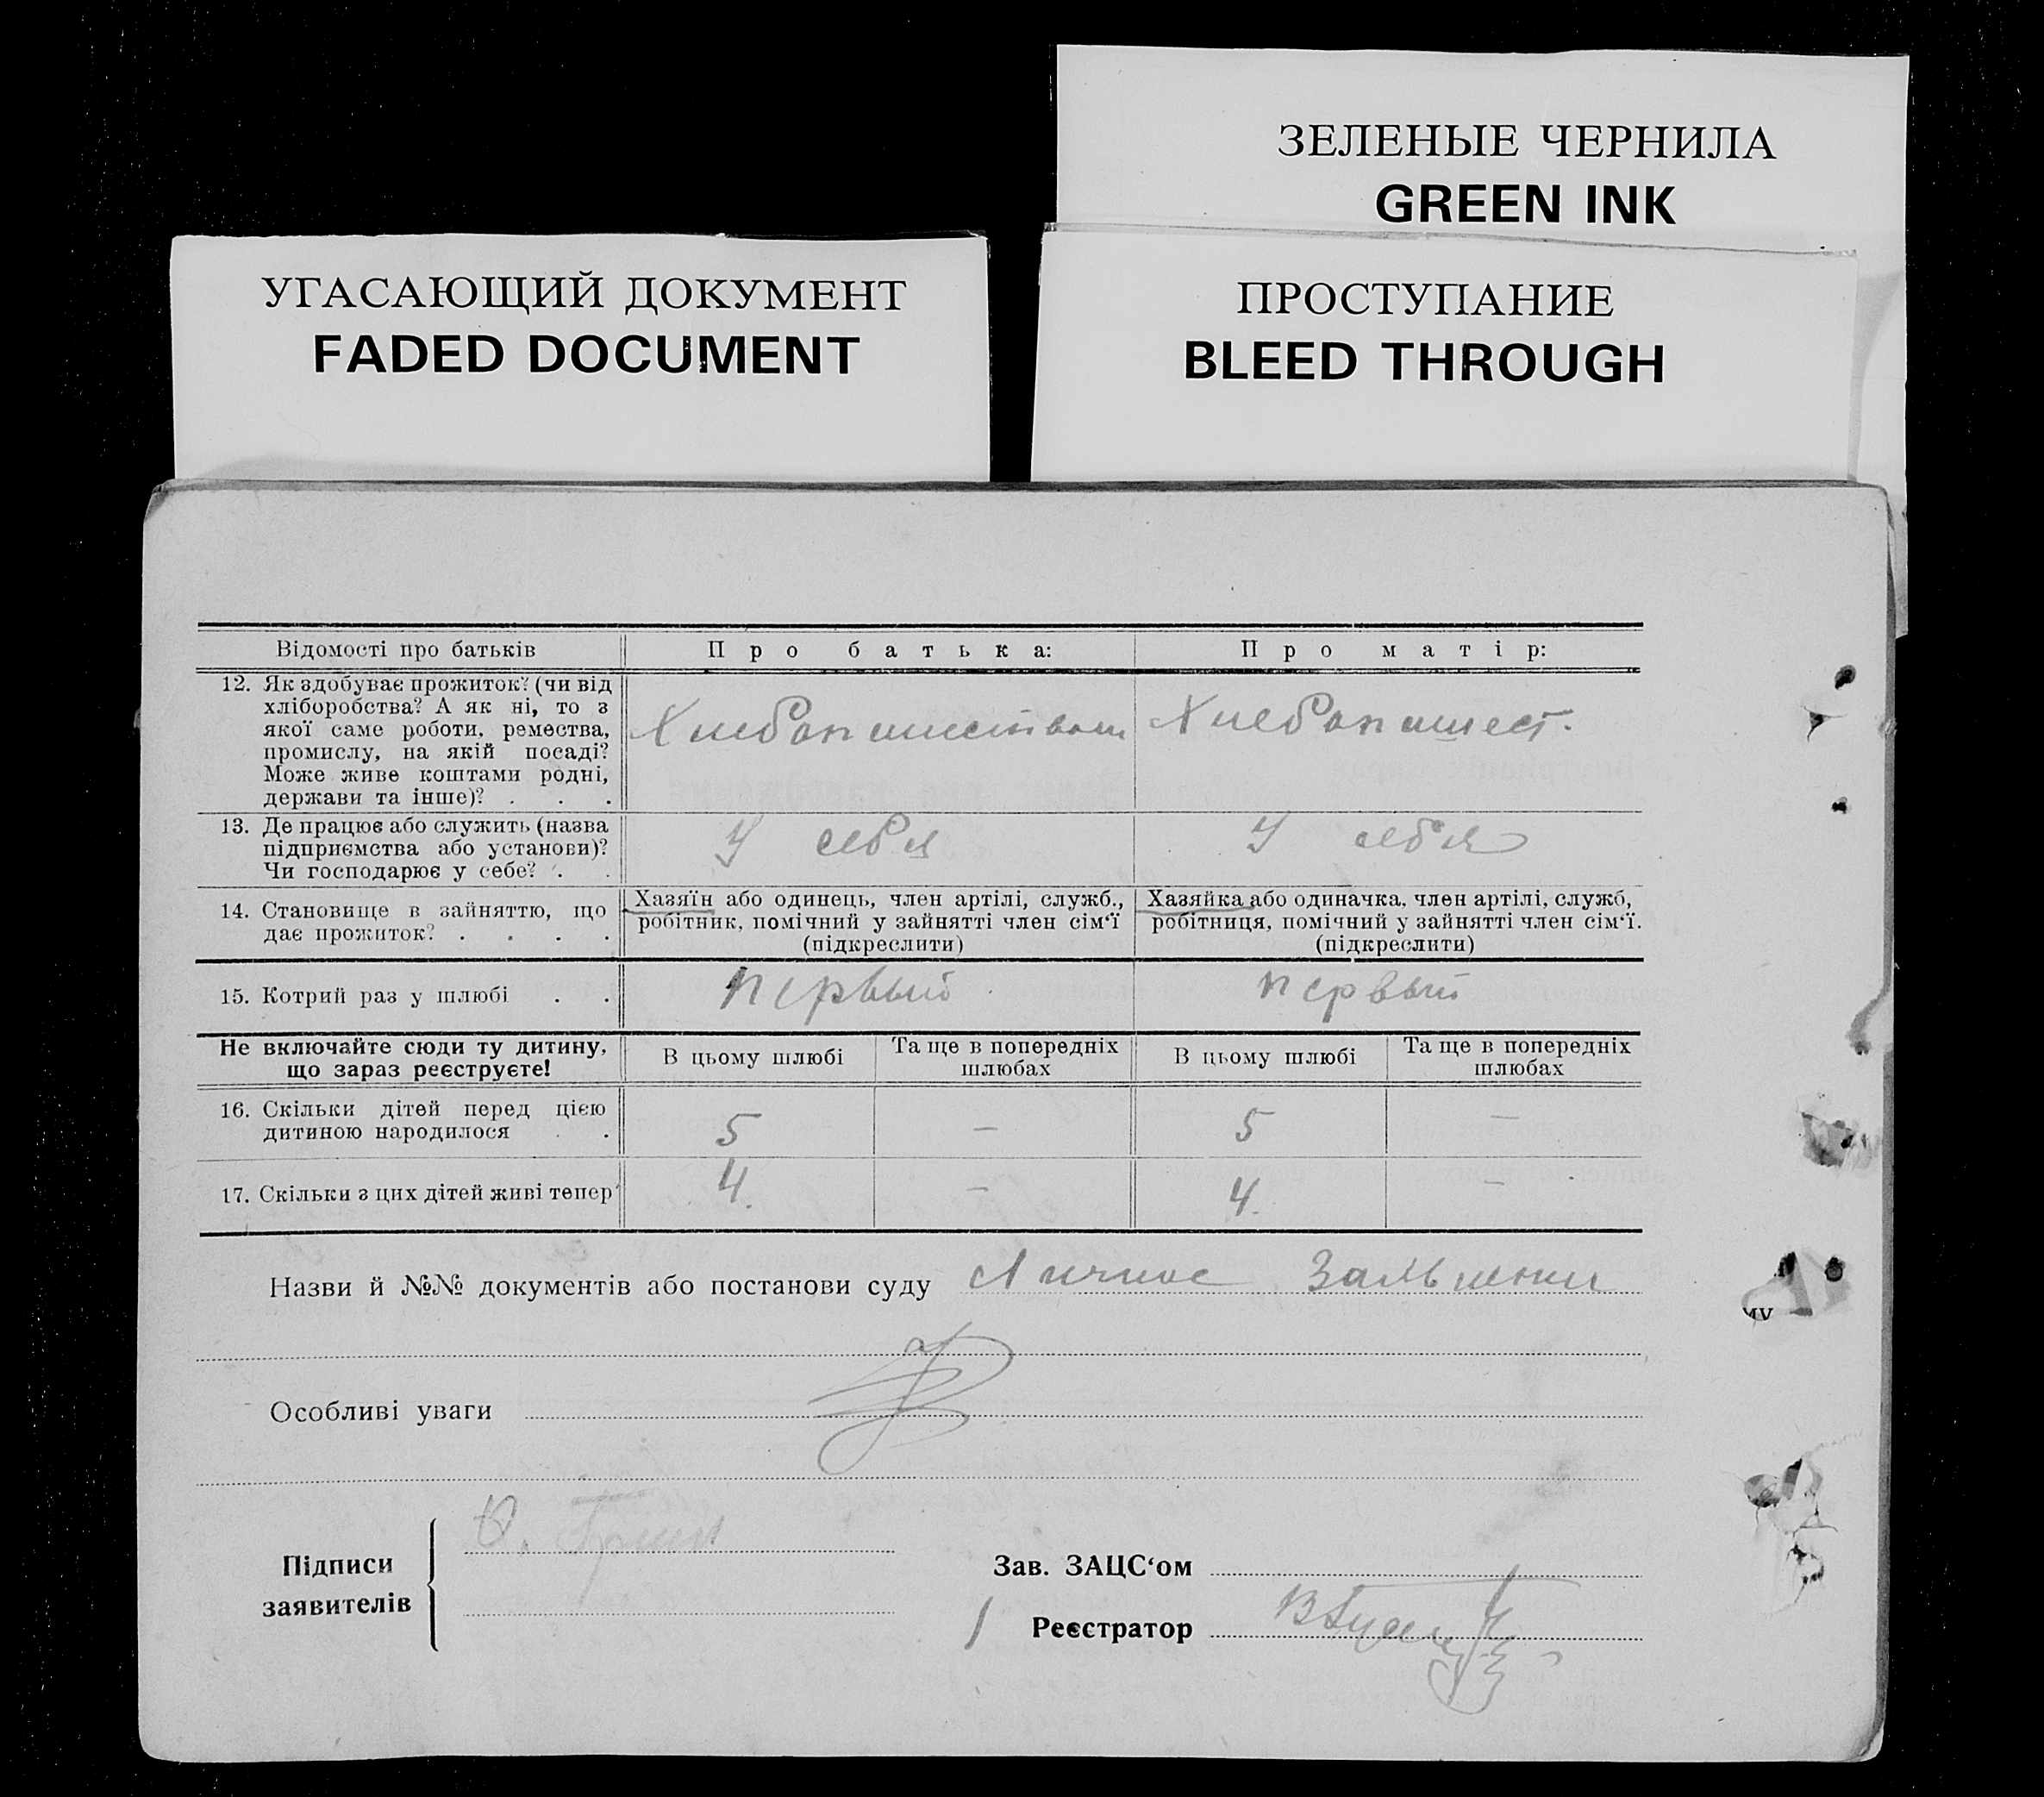 ЗЕЛЕНЫЕ ЧЕРНИЛА
GREEN INK
УГАСАЮЩИЙ ДОКУМЕНТ
FADED DOCUMENT
ПРОСТУПАНИЕ
BLEED THROUGH
Відомості про батьків
Про батька:
Про матір:
12. Як здобуває прожиток? (чи від
хліборобства? А як ні, то з
якої саме роботи, ремества,
промислу, на якій посаді?
Може живе коштами родні,
держави та інше)? . . .
Хлебопашеством
Хлебопашест.
13. Де працює або служить (назва
підприємства або установи)?
Чи господарює у себе? . .
У себя
У себя
14. Становище в зайняттю, що
дає прожиток? . . . .
Хазяїн або одинець, член артілі, служб.,
робітник, помічний у зайнятті член сім‘ї
(підкреслити)
Хазяйка або одиначка, член артілі, служб,
робітниця, помічний у зайнятті член сім‘ї.
(підкреслити)
15. Котрий раз у шлюбі . .
первый
первый
Не включайте сюди ту дитину,
що зараз реєструєте!
В цьому шлюбі
Та ще в попередніх
шлюбах
В цьому шлюбі
Та ще в попередніх
шлюбах
16. Скільки дітей перед цією
дитиною народилося . .
5
—
5
—
17. Скільки з цих дітей живі тепер
4.
—
4.
—
Назви й №№ документів або постанови суду Личное
Особливі уваги
Підписи
заявителів
Зав. ЗАЦС‘ом
Реєстратор
му